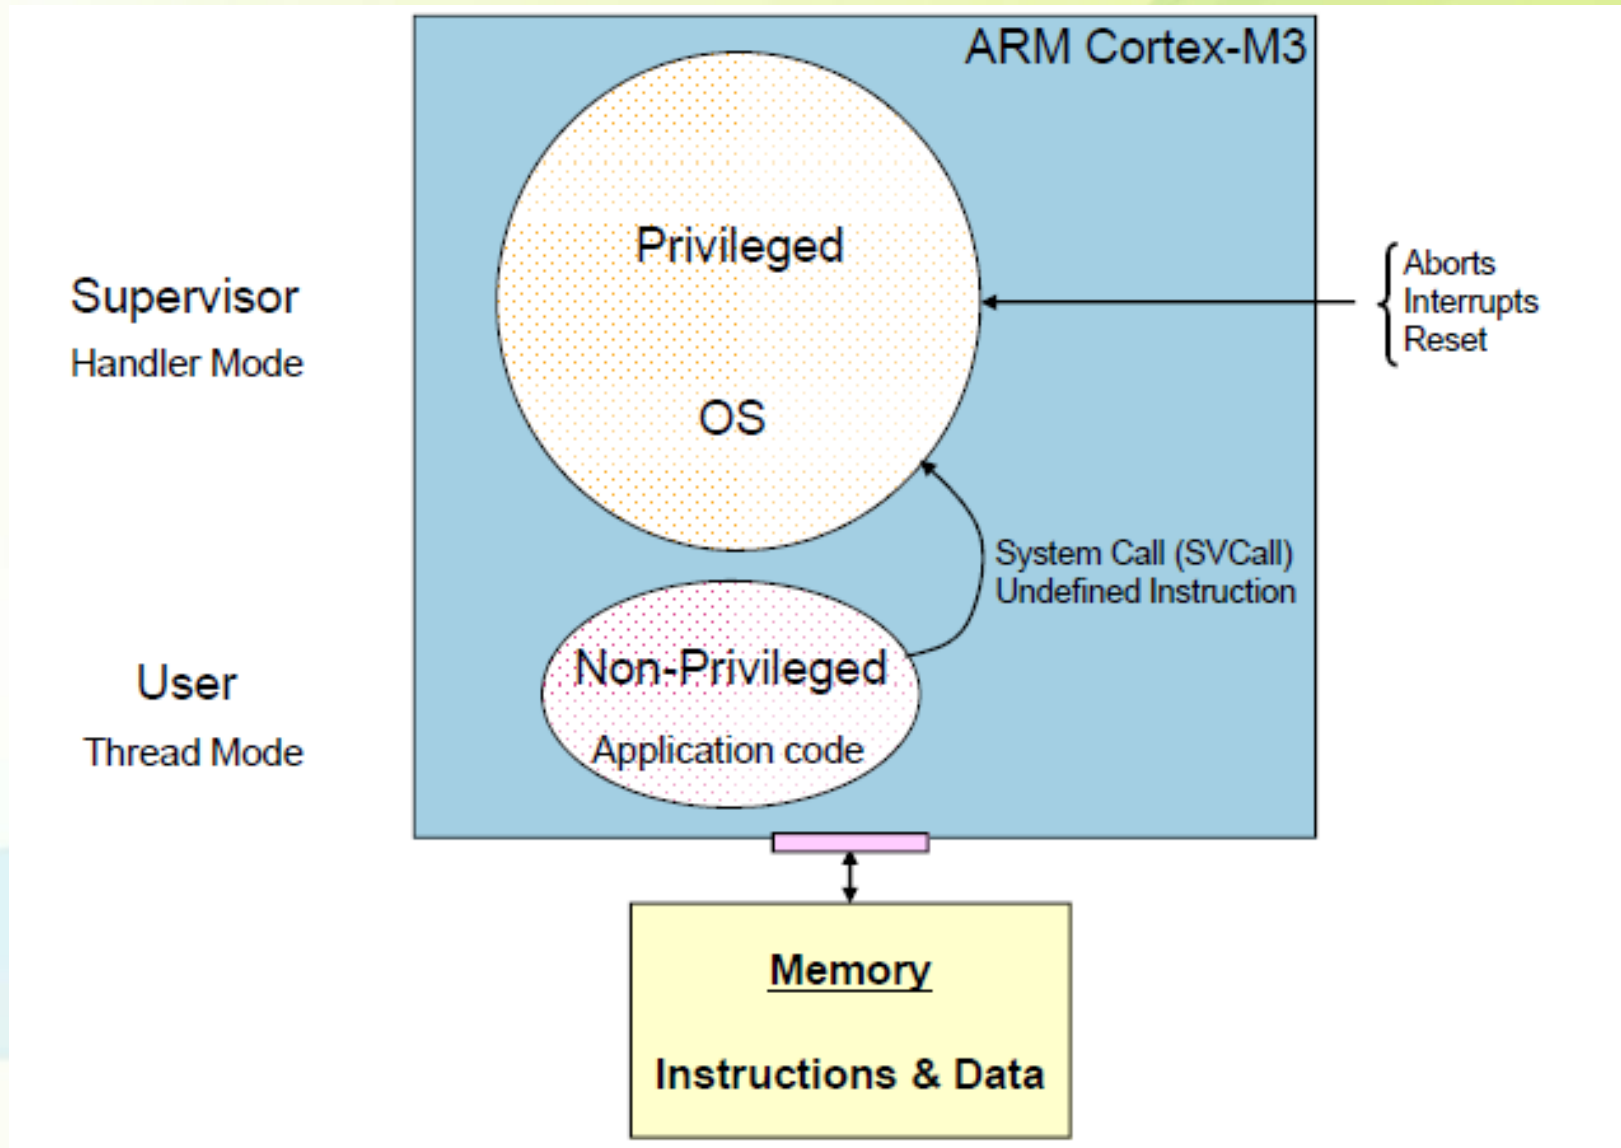 ARM Cortex-M3
Privileged
OS
Supervisor
Handler Mode
Aborts
Interrupts
Reset
System Call (SVCall)
Undefined Instruction
Non-Privileged
Application code
User
Thread Mode
Memory
Instructions & Data